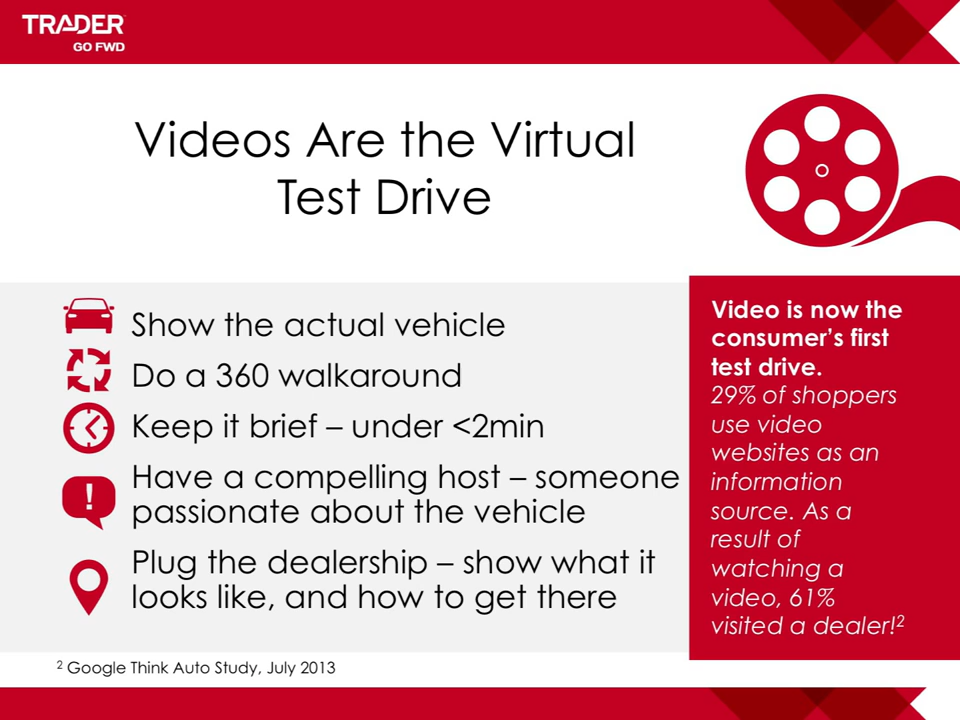 TRADER
GO FWD
Videos Are the Virtual
Test Drive
Show the actual vehicle
Do a 360 walkaround
Keep it brief – under <2min
!
Have a compelling host – someone
passionate about the vehicle
Plug the dealership – show what it
looks like, and how to get there
Video is now the
consumer’s first
test drive.
29% of shoppers
use video
websites as an
information
source. As a
result of
watching a
video, 61%
visited a dealer!²
² Google Think Auto Study, July 2013